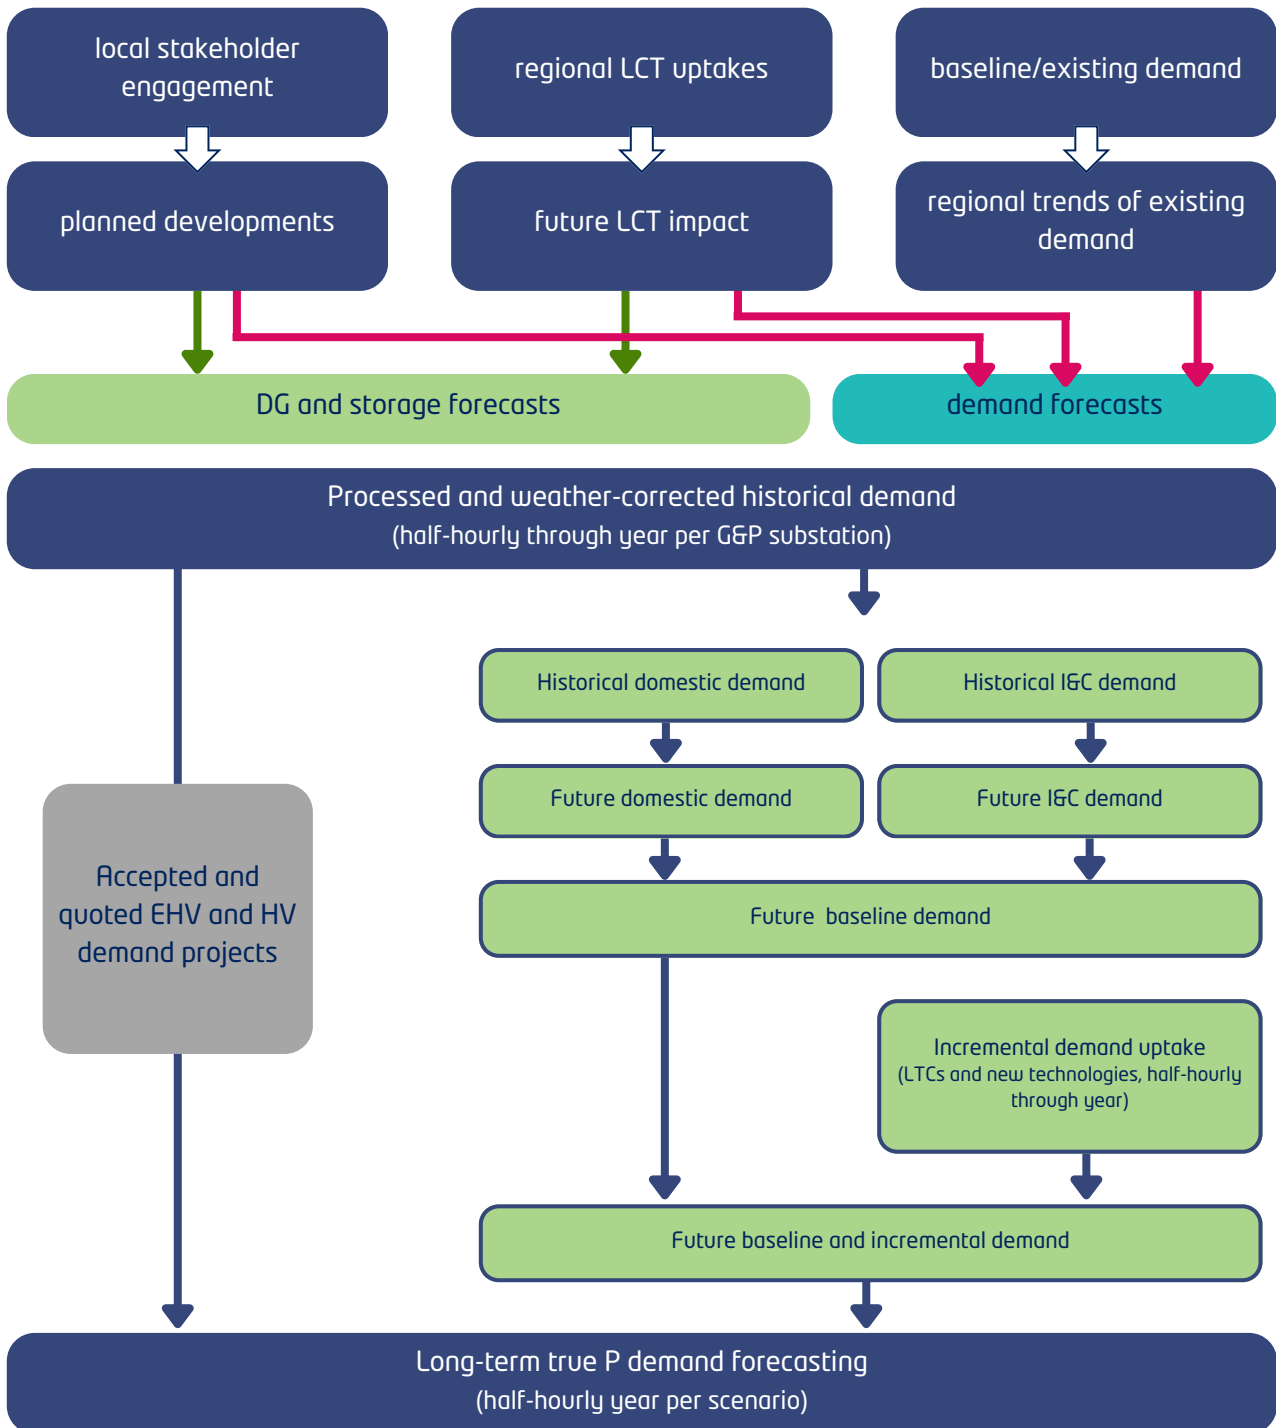 local stakeholder
engagement
regional LCT uptakes
baseline/existing demand
planned developments
future LCT impact
regional trends of existing
demand
DG and storage forecasts
demand forecasts
Processed and weather-corrected historical demand
(half-hourly through year per G&P substation)
Historical domestic demand
Historical I&C demand
Future domestic demand
Future I&C demand
Accepted and
quoted EHV and HV
demand projects
Future baseline demand
Incremental demand uptake
(LTCs and new technologies, half-hourly
through year)
Future baseline and incremental demand
Long-term true P demand forecasting
(half-hourly year per scenario)